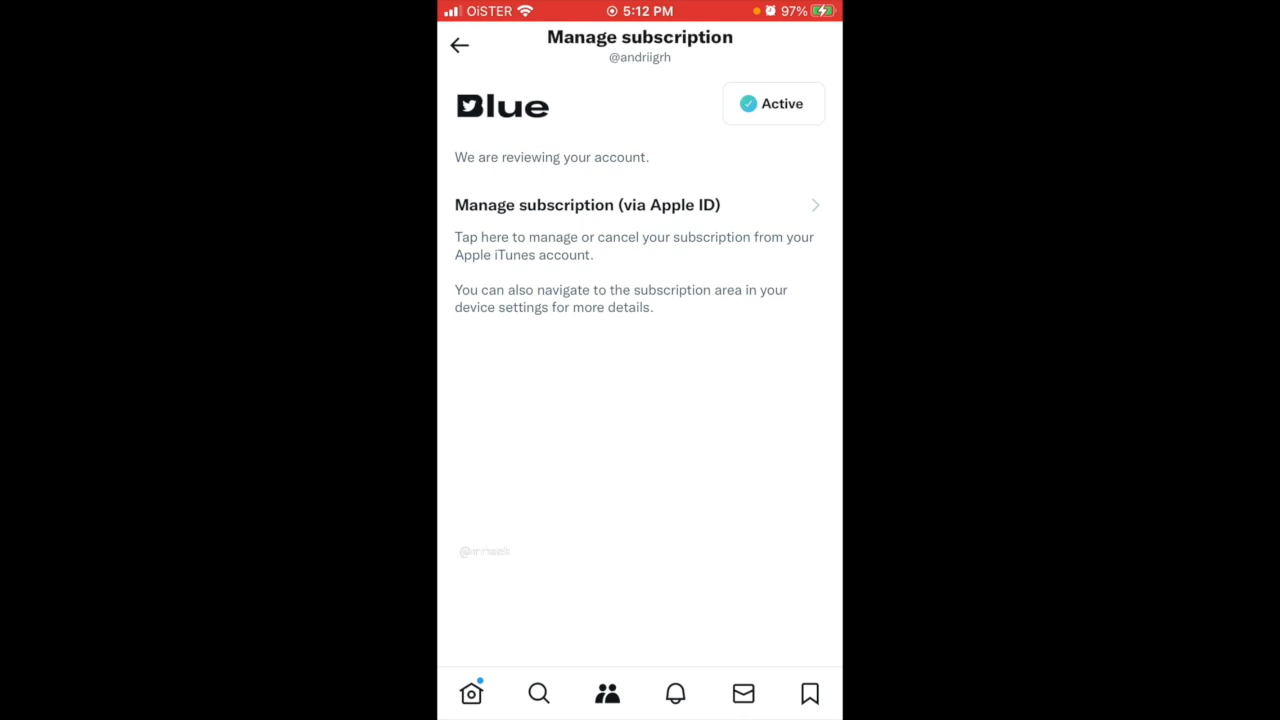 OiSTER 5:12 PM 97%
Manage subscription
@andriigrh
Blue
Active
We are reviewing your account.
Manage subscription (via Apple ID)
Tap here to manage or cancel your subscription from your
Apple iTunes account.
You can also navigate to the subscription area in your
device settings for more details.